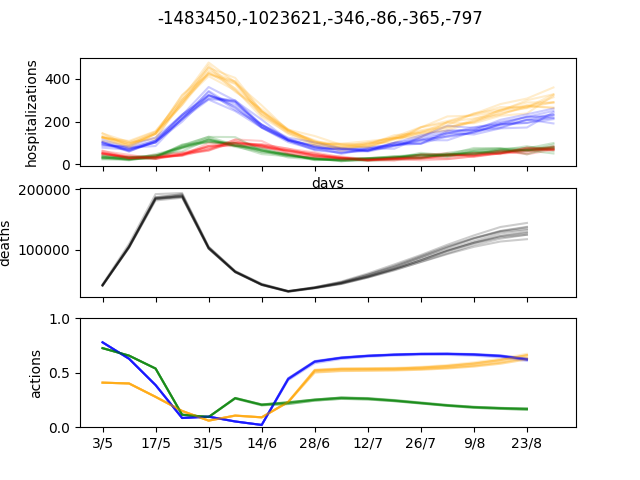 -1483450,-1023621,-346,-86,-365,-797
hospitalizations
400
200
0
days
deaths
200000
100000
actions
1.0
0.5
0.0
3/5 17/5 31/5 14/6 28/6 12/7 26/7 9/8 23/8